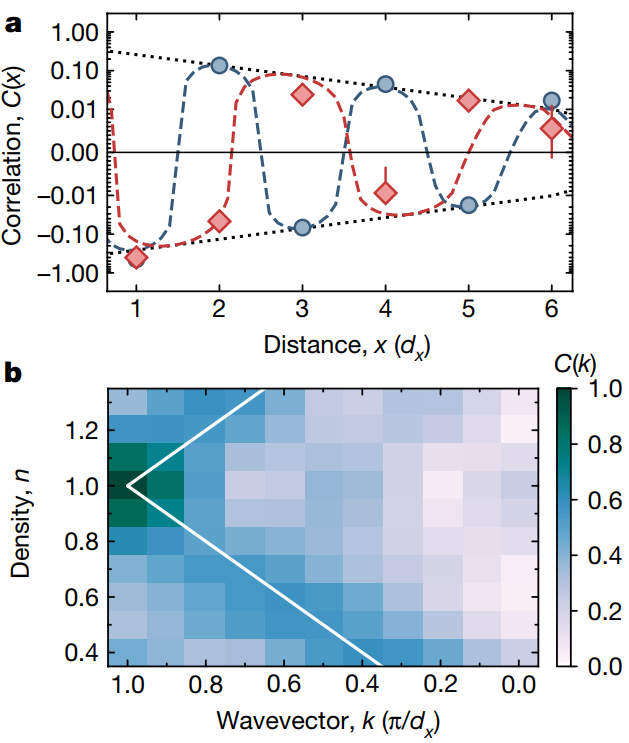 a
1.00
0.10
0.01
0.00
−0.01
−0.10
−1.00
Correlation, C(x)
1 2 3 4 5 6
Distance, x (dₓ)
b
C(k)
1.2
1.0
0.8
0.6
0.4
Density, n
1.0 0.8 0.6 0.4 0.2 0.0
Wavevector, k (π/dₓ)
1.0
0.8
0.6
0.4
0.2
0.0